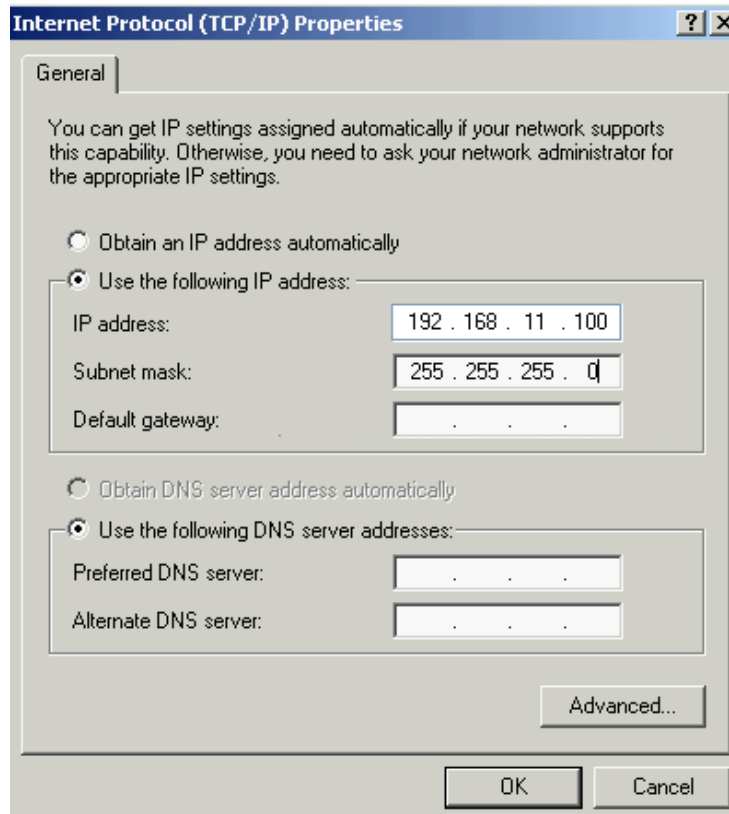 Internet Protocol (TCP/IP) Properties
General
You can get IP settings assigned automatically if your network supports
this capability. Otherwise, you need to ask your network administrator for
the appropriate IP settings.
Obtain an IP address automatically
Use the following IP address:
IP address: 192 . 168 . 11 . 100
Subnet mask: 255 . 255 . 255 . 0
Default gateway: . . .
Obtain DNS server address automatically
Use the following DNS server addresses:
Preferred DNS server: . . .
Alternate DNS server: . . .
Advanced...
OK Cancel